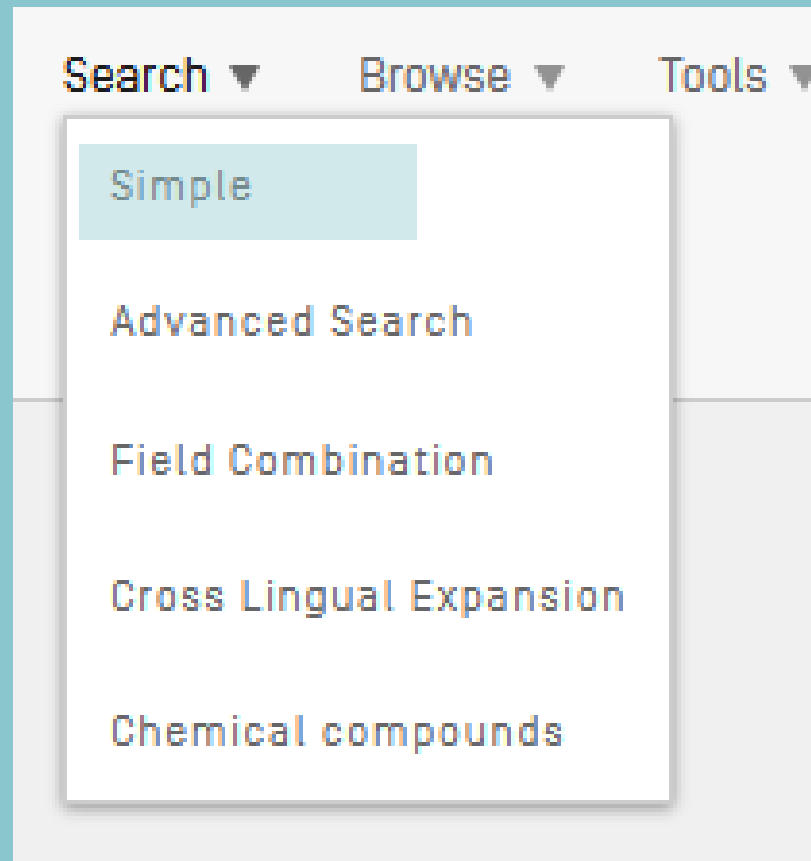 Search ▼ Browse ▼ Tools ▼
Simple
Advanced Search
Field Combination
Cross Lingual Expansion
Chemical compounds